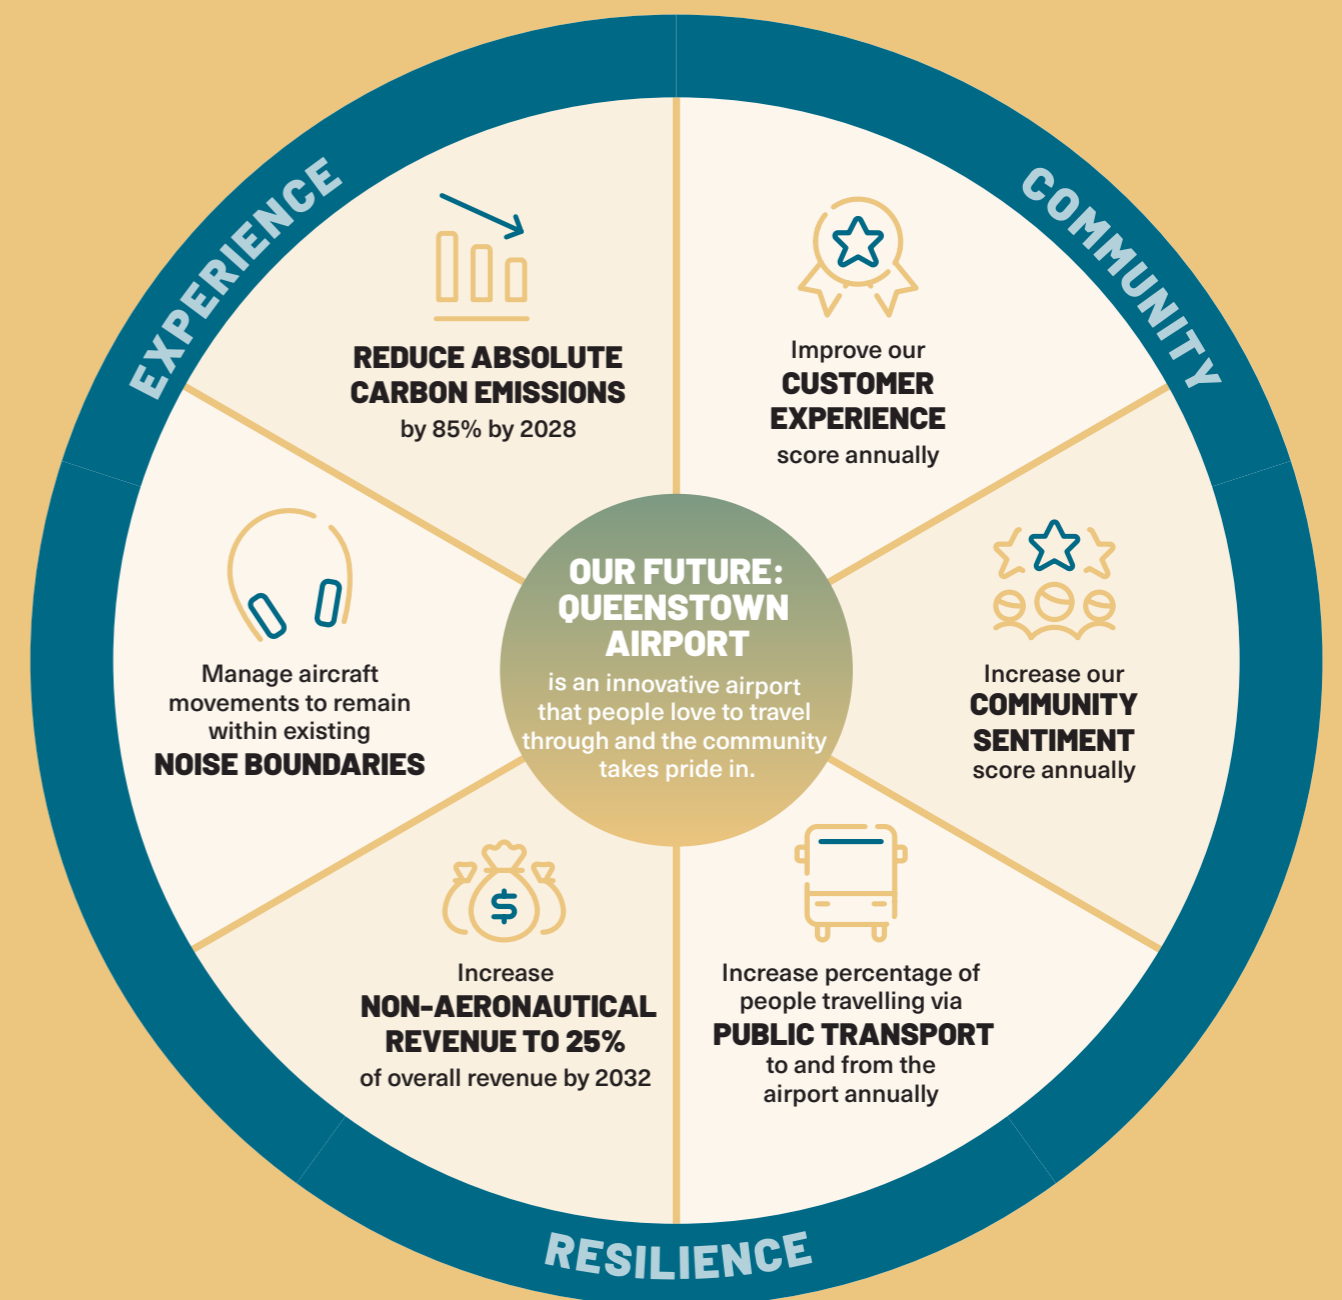 EXPERIENCE
COMMUNITY
REDUCE ABSOLUTE
CARBON EMISSIONS
by 85% by 2028
Improve our
CUSTOMER
EXPERIENCE
score annually
OUR FUTURE:
QUEENSTOWN
AIRPORT
is an innovative airport
that people love to travel
through and the community
takes pride in.
Manage aircraft
movements to remain
within existing
NOISE BOUNDARIES
Increase our
COMMUNITY
SENTIMENT
score annually
$
Increase
NON-AERONAUTICAL
REVENUE TO 25%
of overall revenue by 2032
Increase percentage of
people travelling via
PUBLIC TRANSPORT
to and from the
airport annually
RESILIENCE